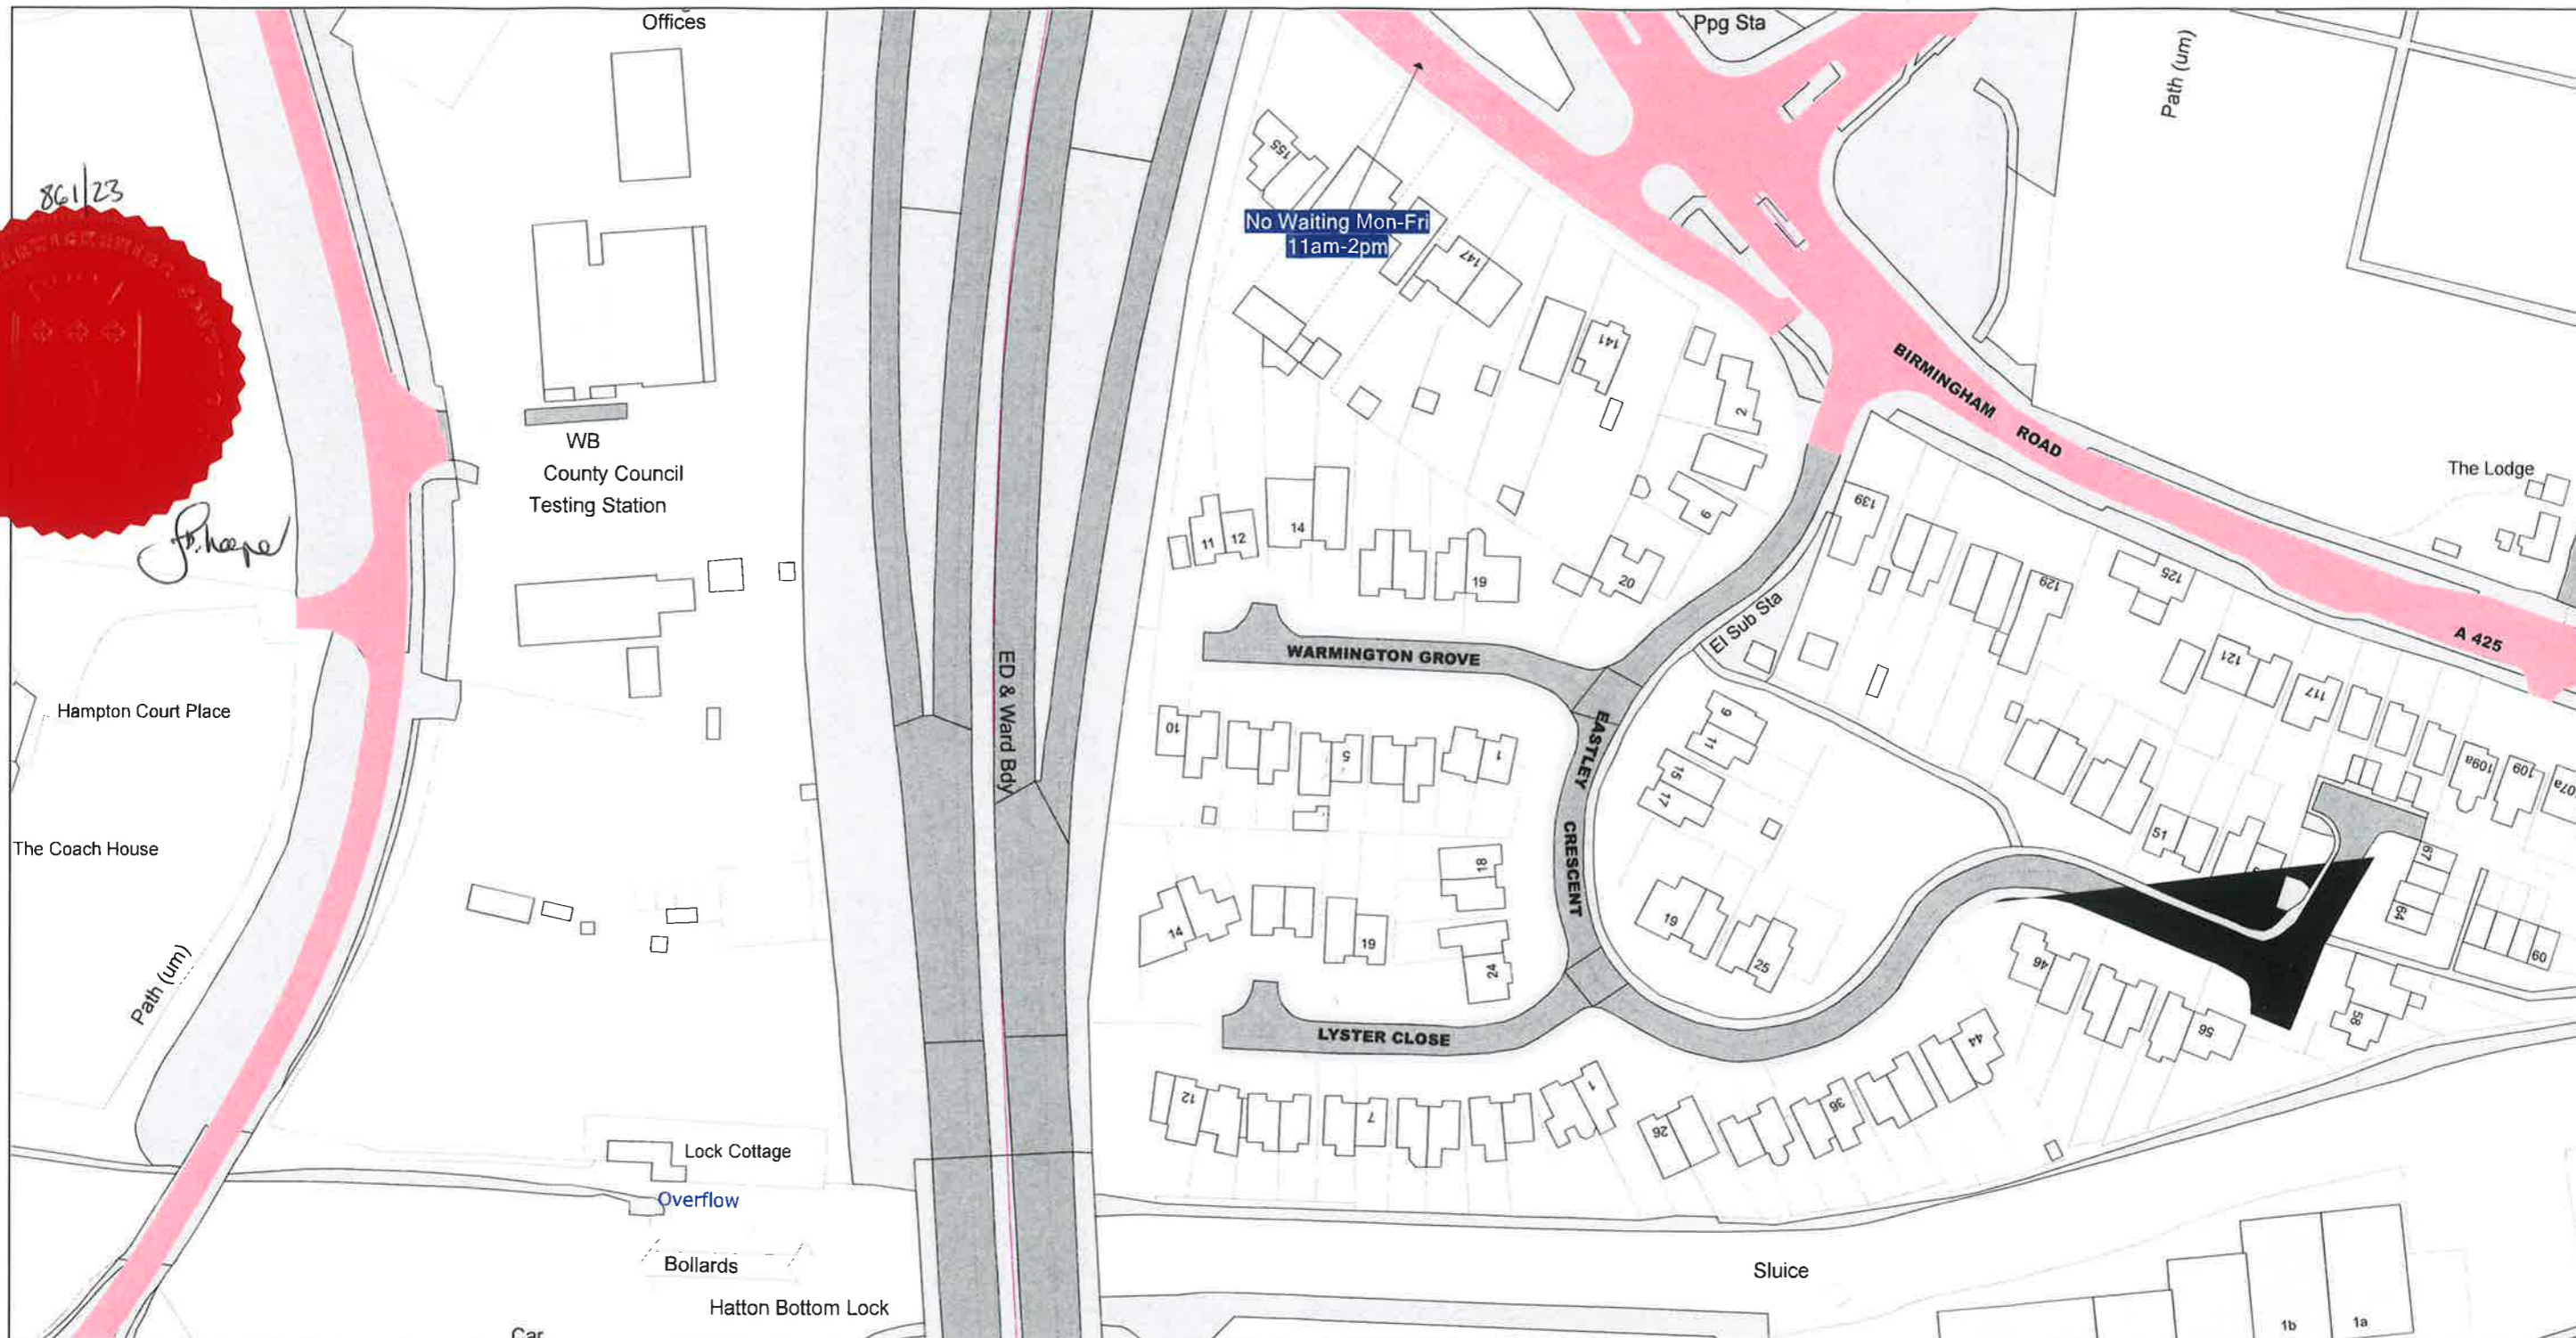 Offices
Ppg Sta
Path (um)
861/23
155
No Waiting Mon-Fri
11am-2pm
147
141
2
BIRMINGHAM
ROAD
WB
County Council
Testing Station
The Lodge
139
11
12
14
19
20
129
125
El Sub Sta
WARMINGTON GROVE
ED & Ward Bdy
A 425
121
117
Hampton Court Place
10
5
1
EASTLEY
CRESCENT
9
11
15
17
109a
109
07a
The Coach House
51
67
18
14
19
24
19
25
64
60
46
56
58
Path (um)
LYSTER CLOSE
44
12
7
1
26
36
Lock Cottage
Overflow
Bollards
Sluice
Hatton Bottom Lock
Car
1b
1a